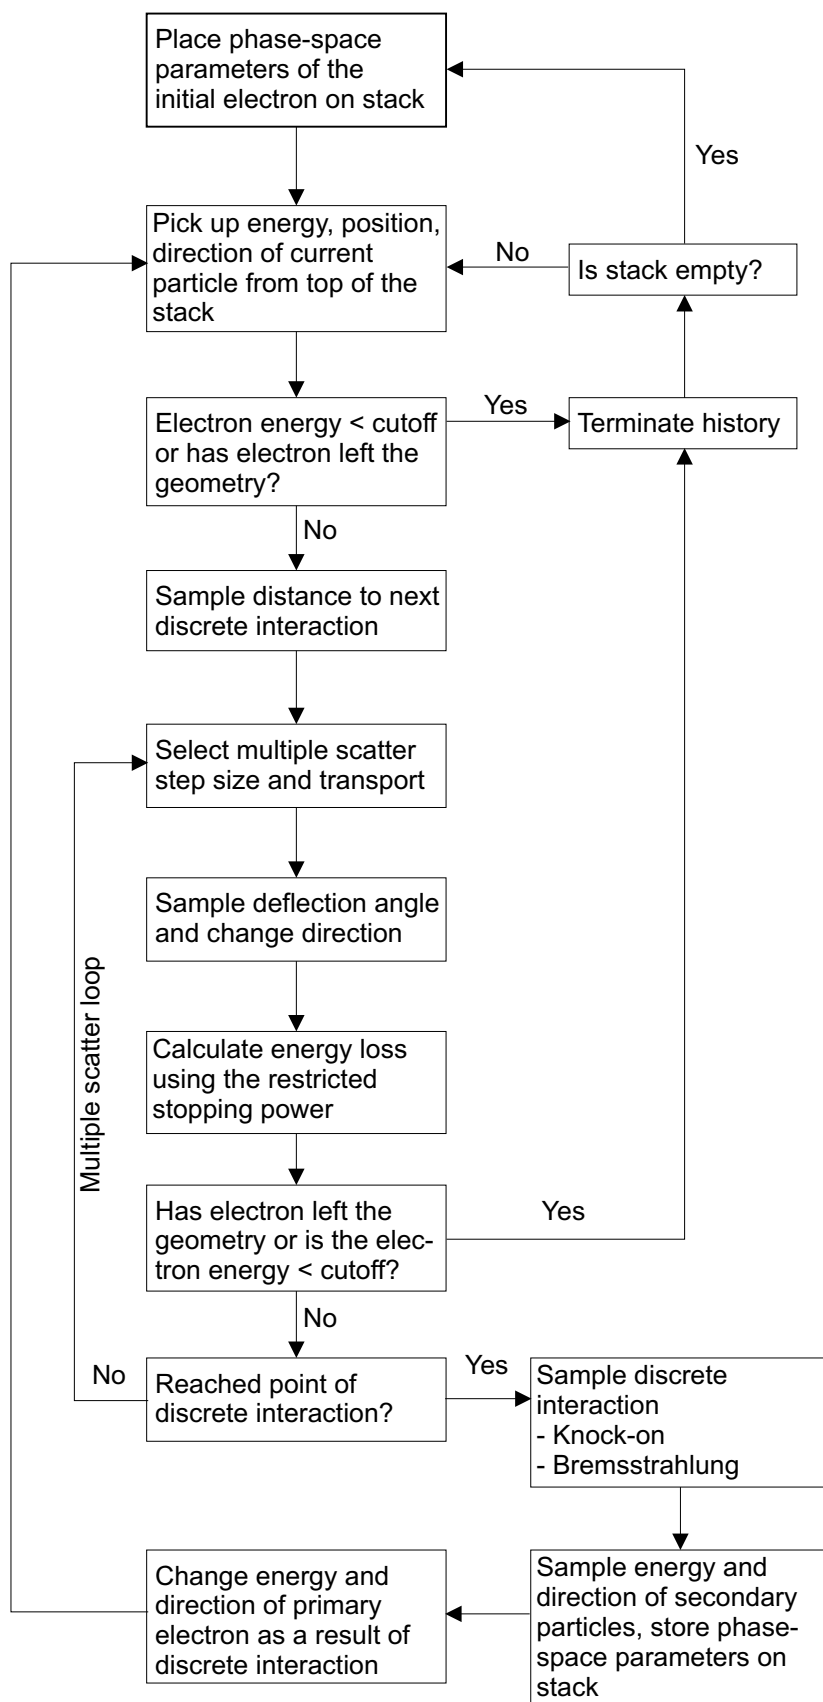 Place phase-space
parameters of the
initial electron on stack
Yes
Pick up energy, position,
direction of current
particle from top of the
stack
No
Is stack empty?
Electron energy < cutoff
or has electron left the
geometry?
Yes
Terminate history
No
Sample distance to next
discrete interaction
Select multiple scatter
step size and transport
Sample deflection angle
and change direction
Multiple scatter loop
Calculate energy loss
using the restricted
stopping power
Has electron left the
geometry or is the elec-
tron energy < cutoff?
Yes
No
No
Reached point of
discrete interaction?
Yes
Sample discrete
interaction
- Knock-on
- Bremsstrahlung
Change energy and
direction of primary
electron as a result of
discrete interaction
Sample energy and
direction of secondary
particles, store phase-
space parameters on
stack